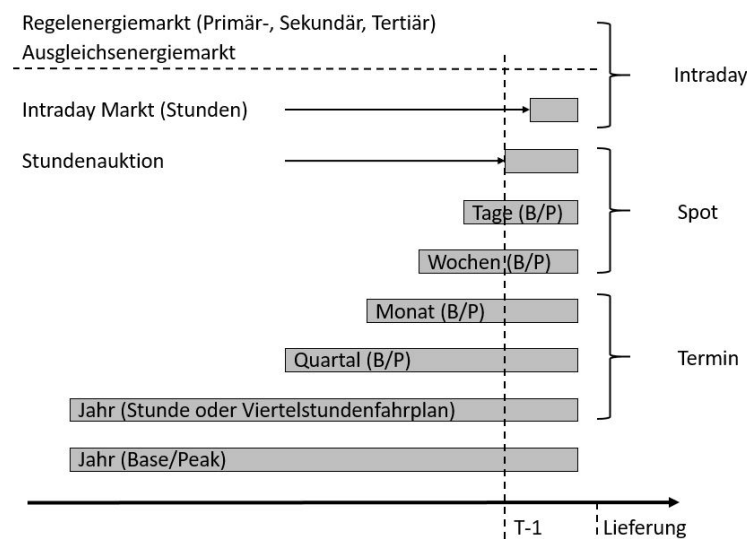 Regelenergiemarkt (Primär-, Sekundär, Tertiär)
Ausgleichsenergiemarkt
Intraday
Intraday Markt (Stunden)
Stundenauktion
Tage (B/P)
Spot
Wochen (B/P)
Monat (B/P)
Quartal (B/P)
Termin
Jahr (Stunde oder Viertelstundenfahrplan)
Jahr (Base/Peak)
T-1
Lieferung